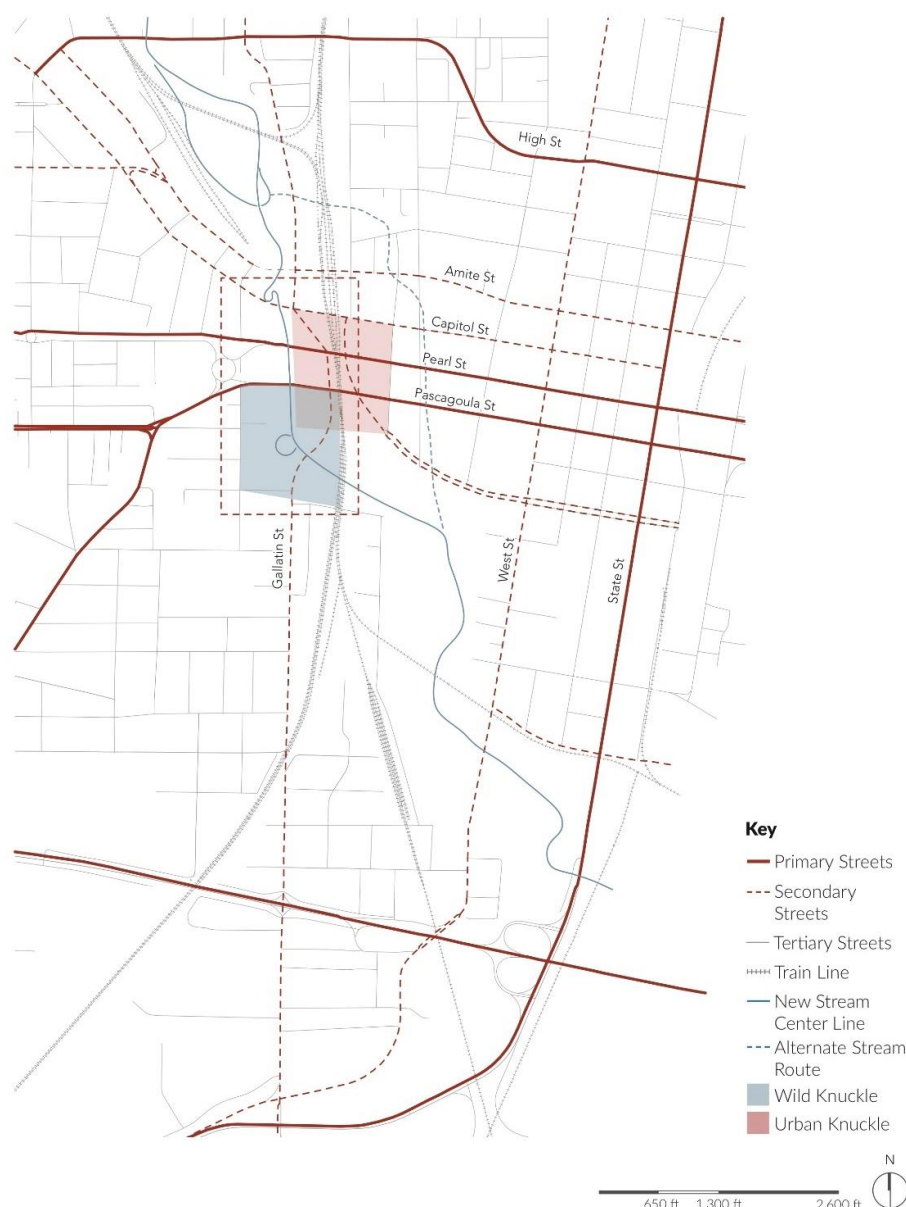 High St
Amite St
Capitol St
Pearl St
Pascagoula St
Gallatin St
West St
State St
Key
Primary Streets
Secondary
Streets
Tertiary Streets
Train Line
New Stream
Center Line
Alternate Stream
Route
Wild Knuckle
Urban Knuckle
N
650 ft 1,300 ft 2,600 ft